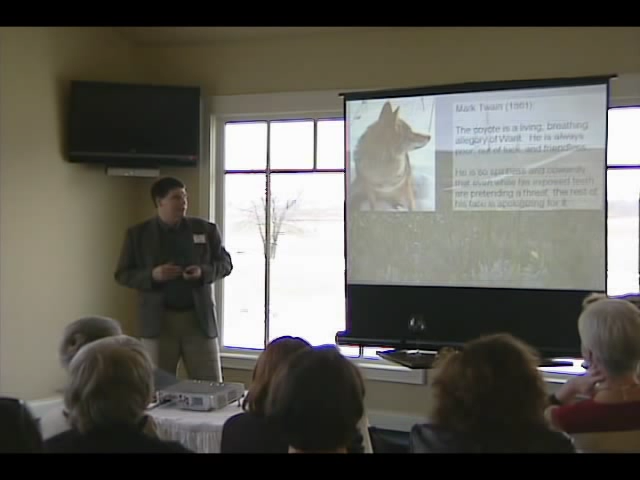 Mark Twain (1861)
The coyote is a living, breathing
allegory of Want. He is always
poor, out of luck, and friendless.
He is so spiritless and cowardly
that even while his exposed teeth
are pretending a threat, the rest of
his face is apologizing for it.